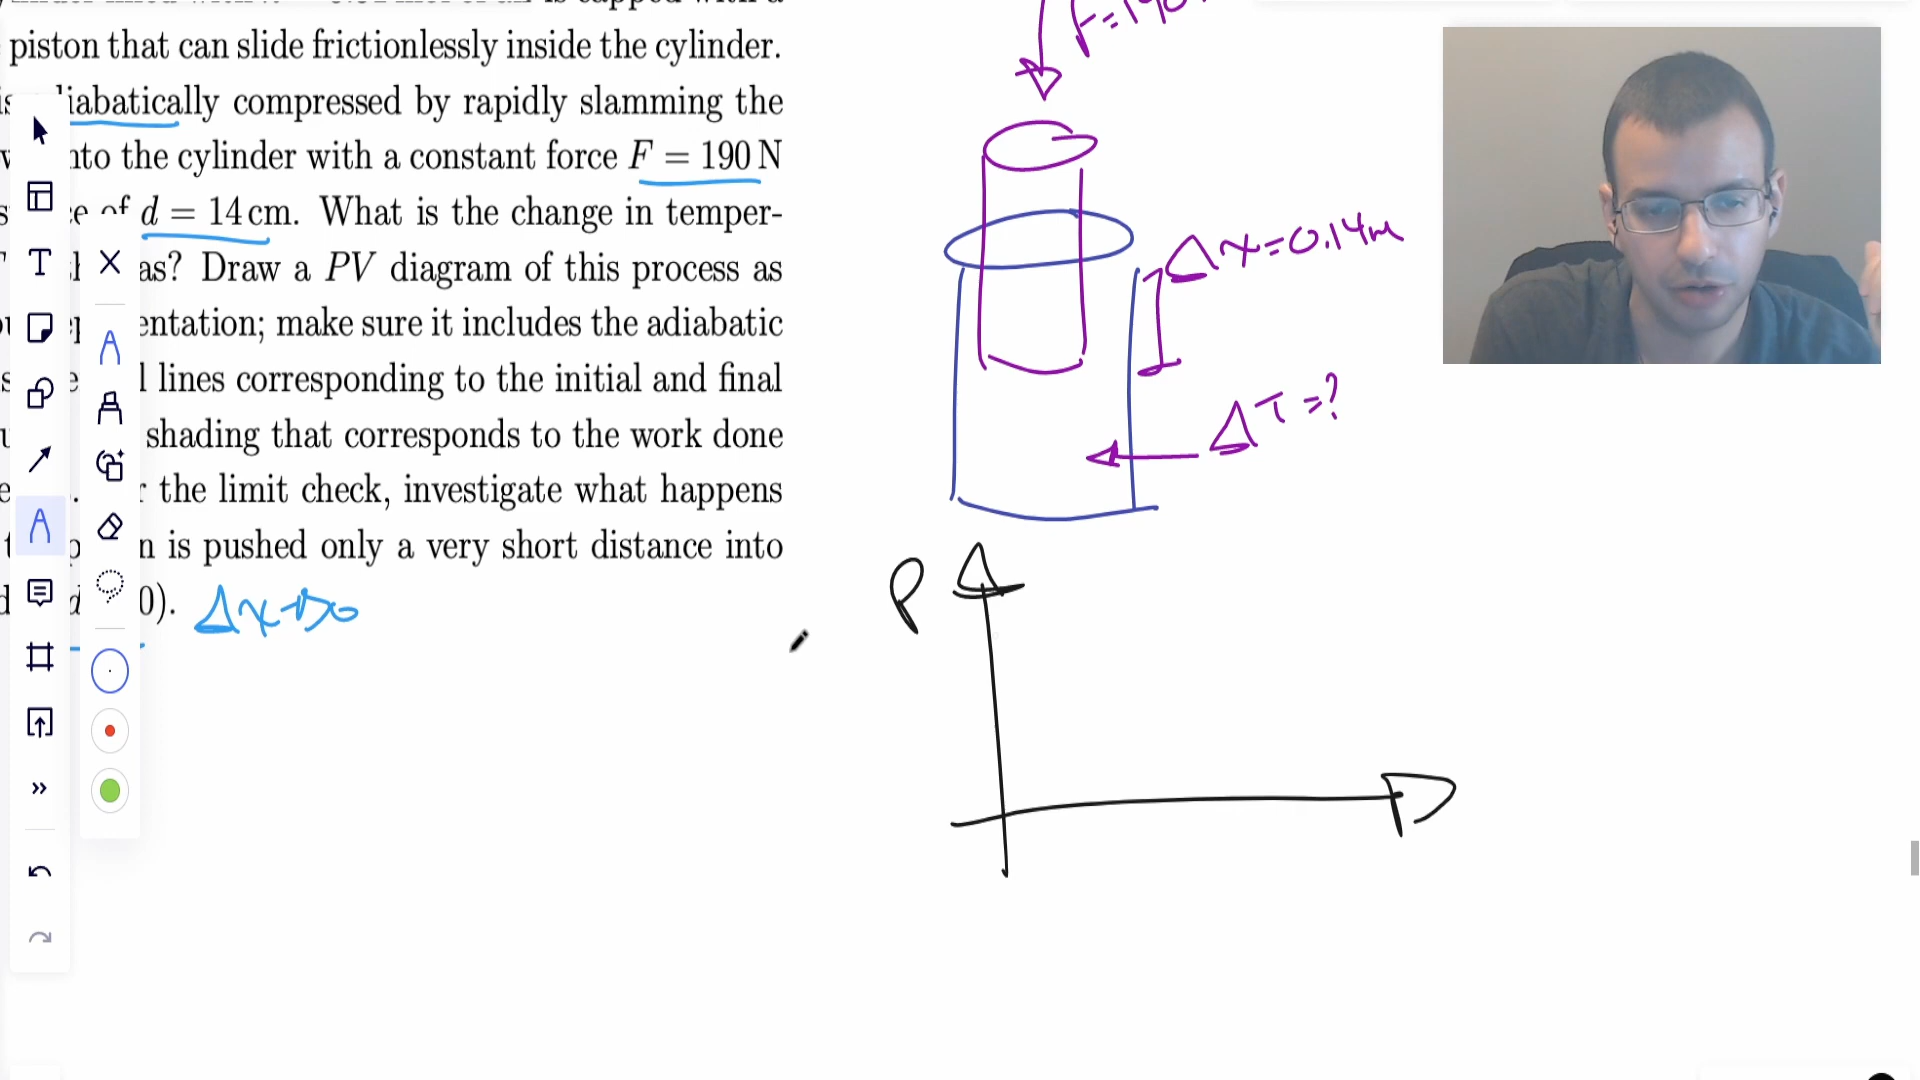 piston that can slide frictionlessly inside the cylinder.
iabatically compressed by rapidly slamming the
nto the cylinder with a constant force F = 190 N
of d = 14 cm. What is the change in temper-
as? Draw a PV diagram of this process as
entation; make sure it includes the adiabatic
l lines corresponding to the initial and final
shading that corresponds to the work done
the limit check, investigate what happens
n is pushed only a very short distance into
0). Δx→0
Δx=0.14m
ΔT=?
P